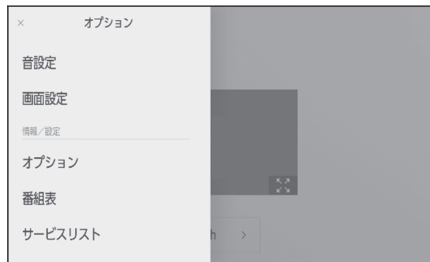 × オプション
音設定
画面設定
情報／設定
オプション
番組表
サービスリスト
h >